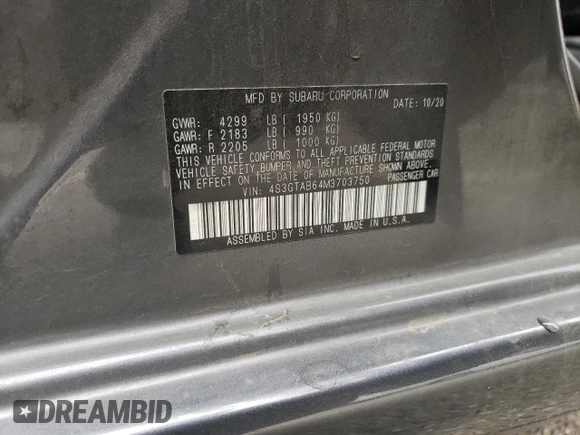 MFD BY SUBARU CORPORATION
DATE: 10/20
GVWR: 4299 LB ( 1950 KG)
GAWR: F 2183 LB ( 990 KG)
GAWR: R 2205 LB ( 1000 KG)
THIS VEHICLE CONFORMS TO ALL APPLICABLE FEDERAL MOTOR
VEHICLE SAFETY, BUMPER, AND THEFT PREVENTION STANDARDS
IN EFFECT ON THE DATE OF MANUFACTURE SHOWN ABOVE.
VIN: 4S3GTAB64M3703750 PASSENGER CAR
ASSEMBLED BY SIA INC. MADE IN U.S.A.
DREAMBID